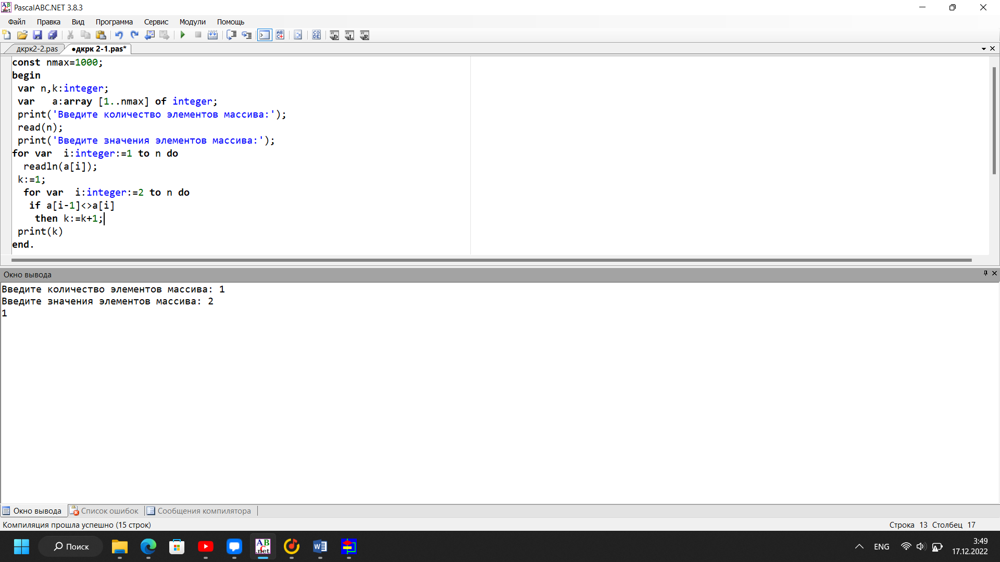 PascalABC.NET 3.8.3
Файл Правка Вид Программа Сервис Модули Помощь
дкрк2-2.pas •дкрк 2-1.pas*
const nmax=1000;
begin
var n,k:integer;
var a:array [1..nmax] of integer;
print('Введите количество элементов массива:');
read(n);
print('Введите значения элементов массива:');
for var i:integer:=1 to n do
readln(a[i]);
k:=1;
for var i:integer:=2 to n do
if a[i-1]<>a[i]
then k:=k+1;
print(k)
end.
Окно вывода
Введите количество элементов массива: 1
Введите значения элементов массива: 2
1
Окно вывода Список ошибок Сообщения компилятора
Компиляция прошла успешно (15 строк) Строка 13 Столбец 17
Поиск ENG 3:49
17.12.2022